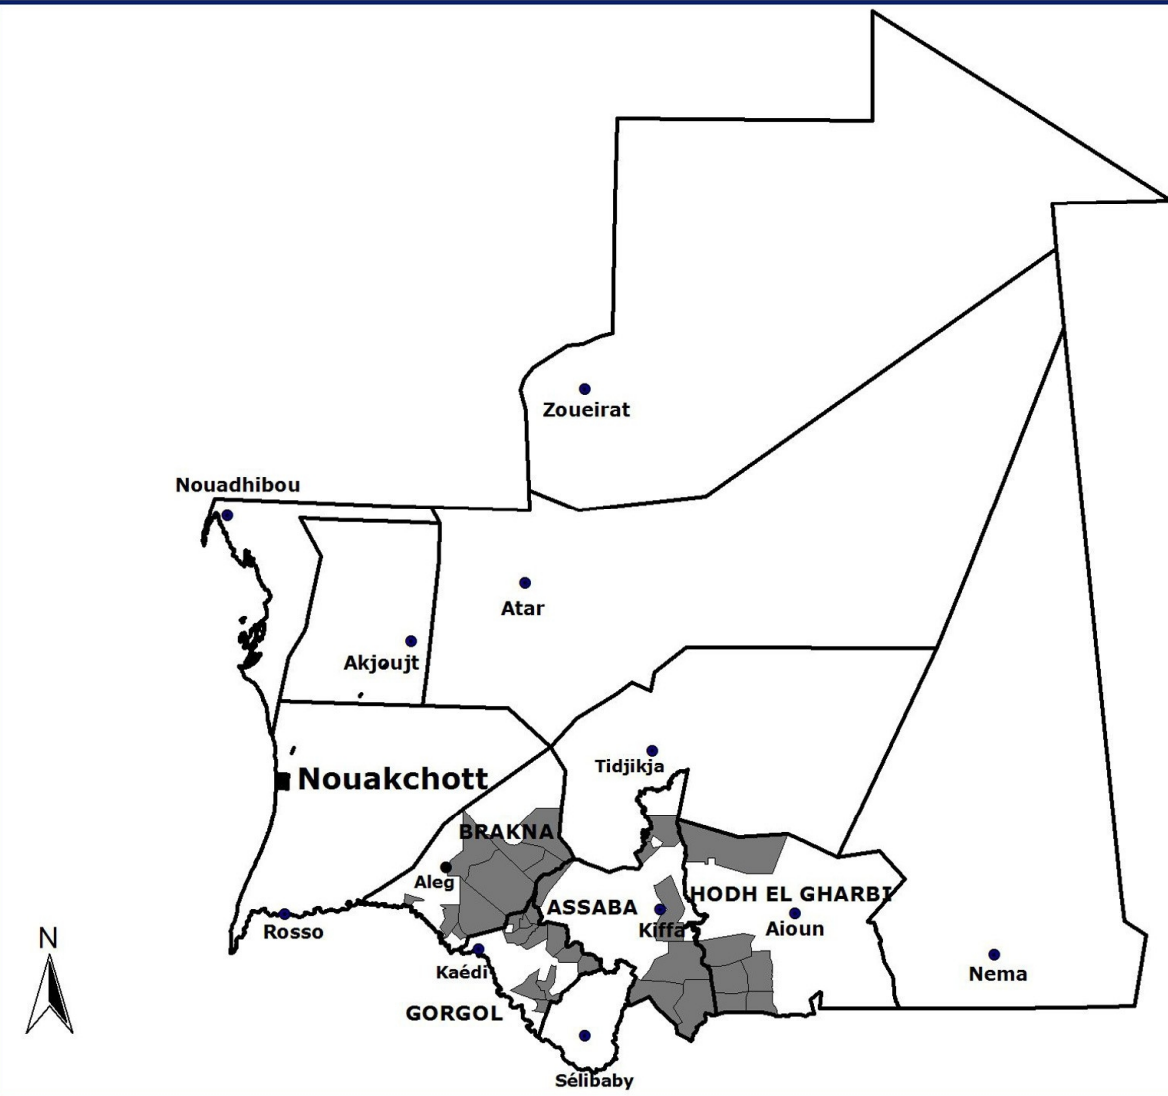 Zoueirat
Nouadhibou
Atar
Akjoujt
Tidjikja
Nouakchott
BRAKNA
Aleg
HODH EL GHARBI
ASSABA
Kiffa
Aioun
Rosso
N
Kaédi
Nema
GORGOL
Sélibaby